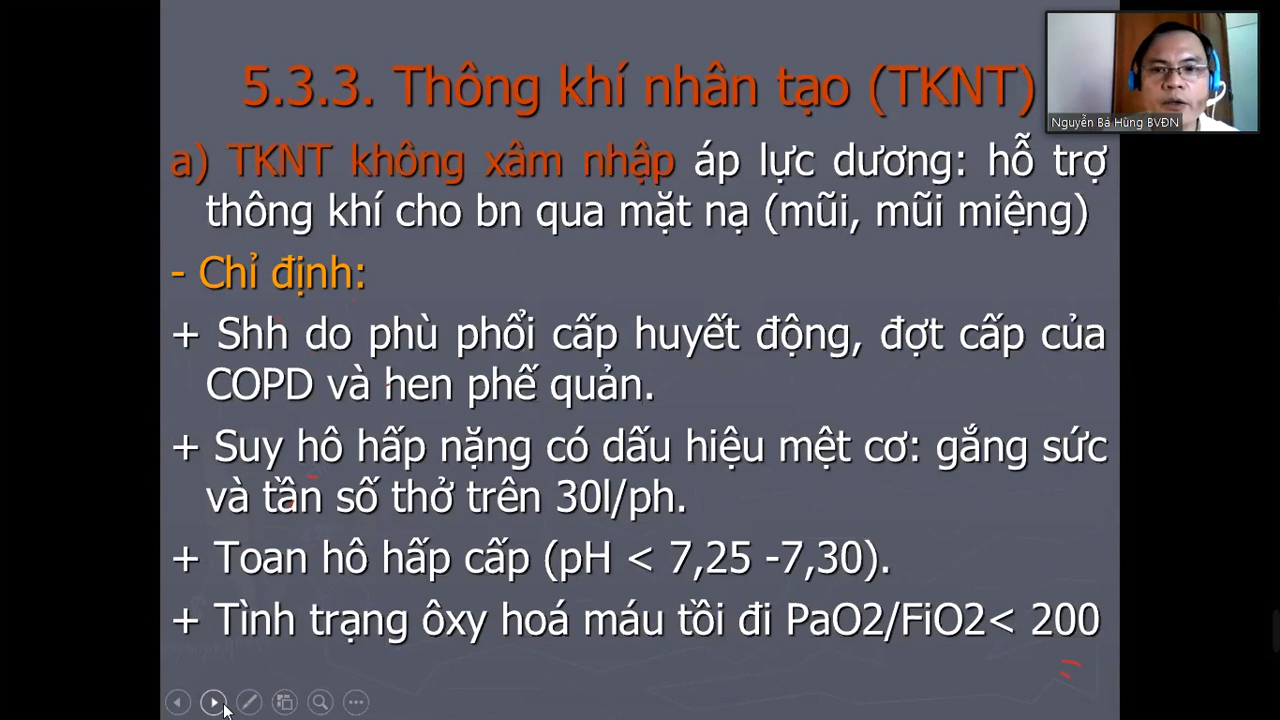 5.3.3. Thông khí nhân tạo (TKNT)
Nguyễn Bá Hùng BVĐN
a) TKNT không xâm nhập áp lực dương: hỗ trợ
thông khí cho bn qua mặt nạ (mũi, mũi miệng)
- Chỉ định:
+ Shh do phù phổi cấp huyết động, đợt cấp của
COPD và hen phế quản.
+ Suy hô hấp nặng có dấu hiệu mệt cơ: gắng sức
và tần số thở trên 30l/ph.
+ Toan hô hấp cấp (pH < 7,25 -7,30).
+ Tình trạng ôxy hoá máu tồi đi PaO2/FiO2< 200